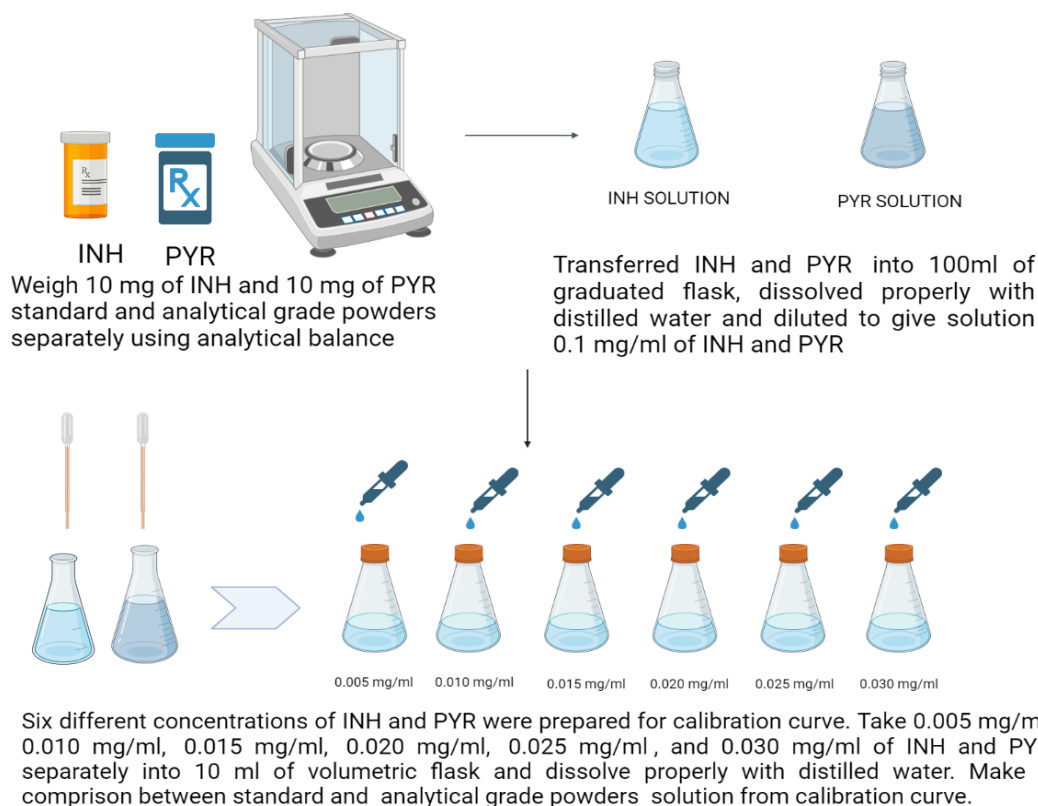 Rx
Rx
INH
PYR
Weigh 10 mg of INH and 10 mg of PYR
standard and analytical grade powders
separately using analytical balance
INH SOLUTION
PYR SOLUTION
Transferred INH and PYR into 100ml of
graduated flask, dissolved properly with
distilled water and diluted to give solution
0.1 mg/ml of INH and PYR
0.005 mg/ml
0.010 mg/ml
0.015 mg/ml
0.020 mg/ml
0.025 mg/ml
0.030 mg/ml
Six different concentrations of INH and PYR were prepared for calibration curve. Take 0.005 mg/m
0.010 mg/ml, 0.015 mg/ml, 0.020 mg/ml, 0.025 mg/ml, and 0.030 mg/ml of INH and PY
separately into 10 ml of volumetric flask and dissolve properly with distilled water. Make
comprison between standard and analytical grade powders solution from calibration curve.